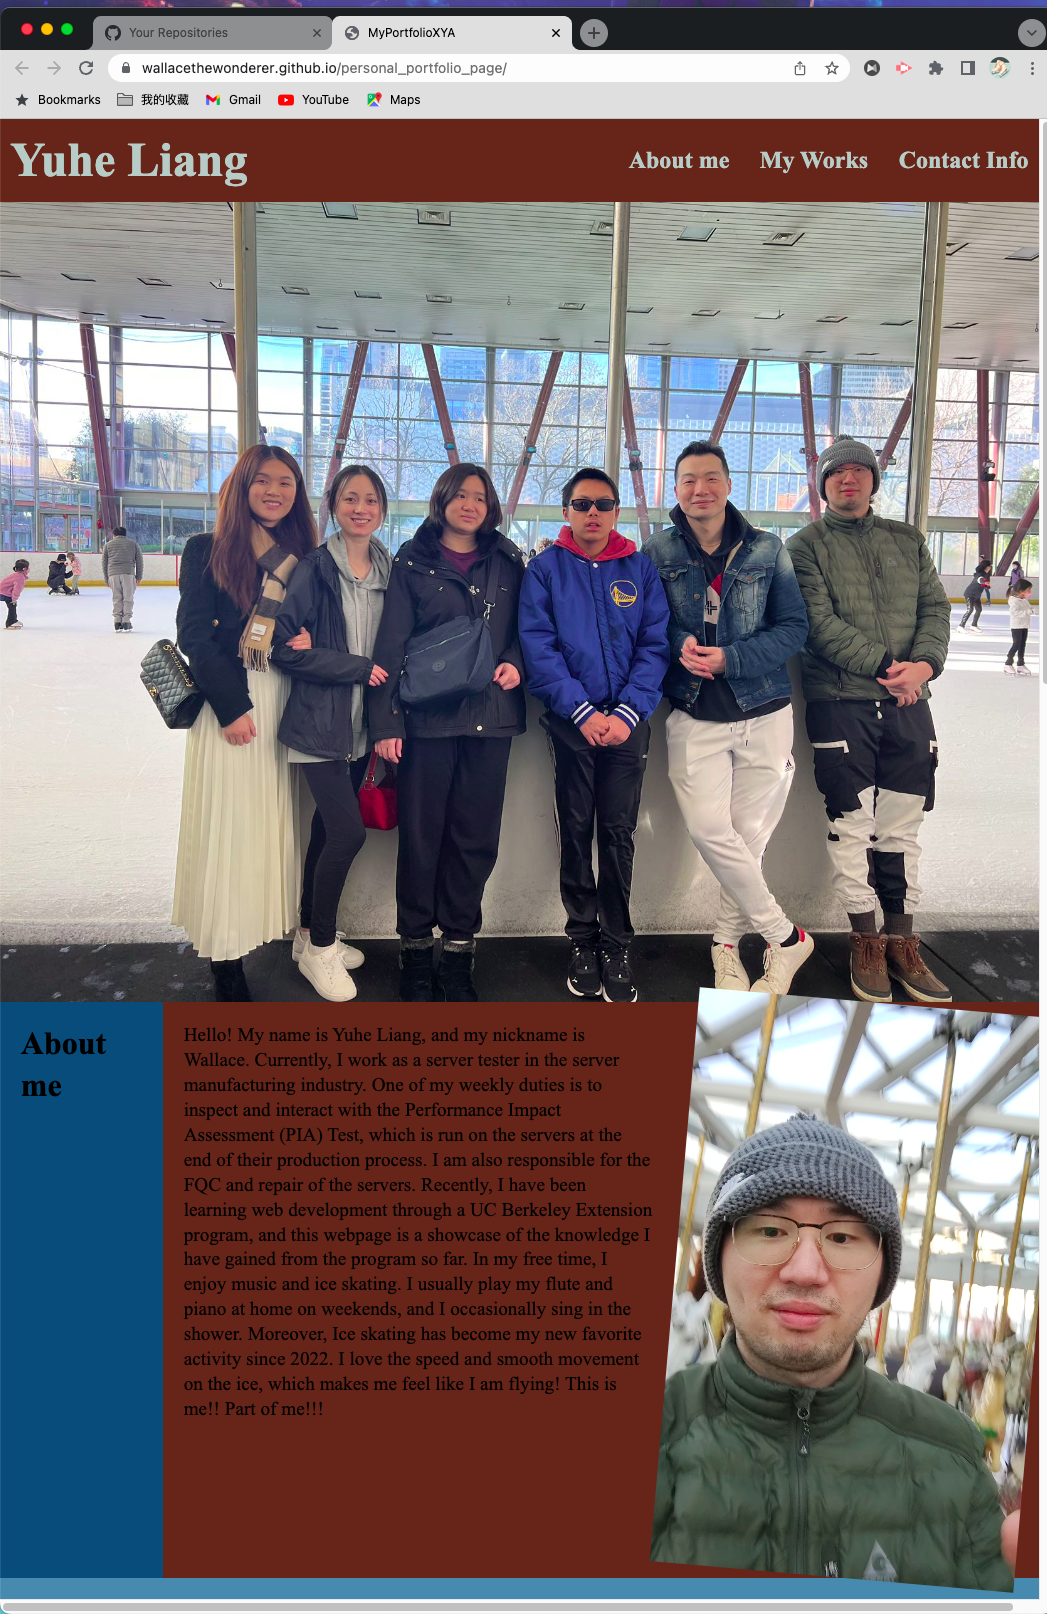 Your Repositories
MyPortfolioXYA
wallacethewonderer.github.io/personal_portfolio_page/
Bookmarks
我的收藏
Gmail
YouTube
Maps
Yuhe Liang
About me
My Works
Contact Info
About
me
Hello! My name is Yuhe Liang, and my nickname is
Wallace. Currently, I work as a server tester in the server
manufacturing industry. One of my weekly duties is to
inspect and interact with the Performance Impact
Assessment (PIA) Test, which is run on the servers at the
end of their production process. I am also responsible for the
FQC and repair of the servers. Recently, I have been
learning web development through a UC Berkeley Extension
program, and this webpage is a showcase of the knowledge I
have gained from the program so far. In my free time, I
enjoy music and ice skating. I usually play my flute and
piano at home on weekends, and I occasionally sing in the
shower. Moreover, Ice skating has become my new favorite
activity since 2022. I love the speed and smooth movement
on the ice, which makes me feel like I am flying! This is
me!! Part of me!!!